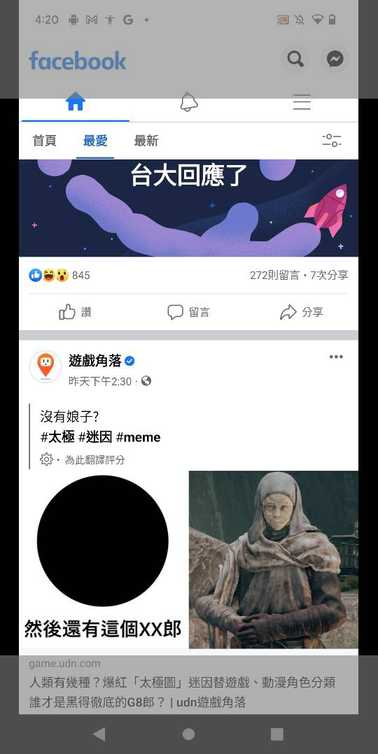 4:20
facebook
首頁 最愛 最新
台大回應了
845 272則留言・7次分享
讚 留言 分享
遊戲角落
昨天下午2:30 ·
沒有娘子?
#太極 #迷因 #meme
· 為此翻譯評分
然後還有這個XX郎
game.udn.com
人類有幾種？爆紅「太極圖」迷因替遊戲、動漫角色分類
誰才是黑得徹底的G8郎？ | udn遊戲角落